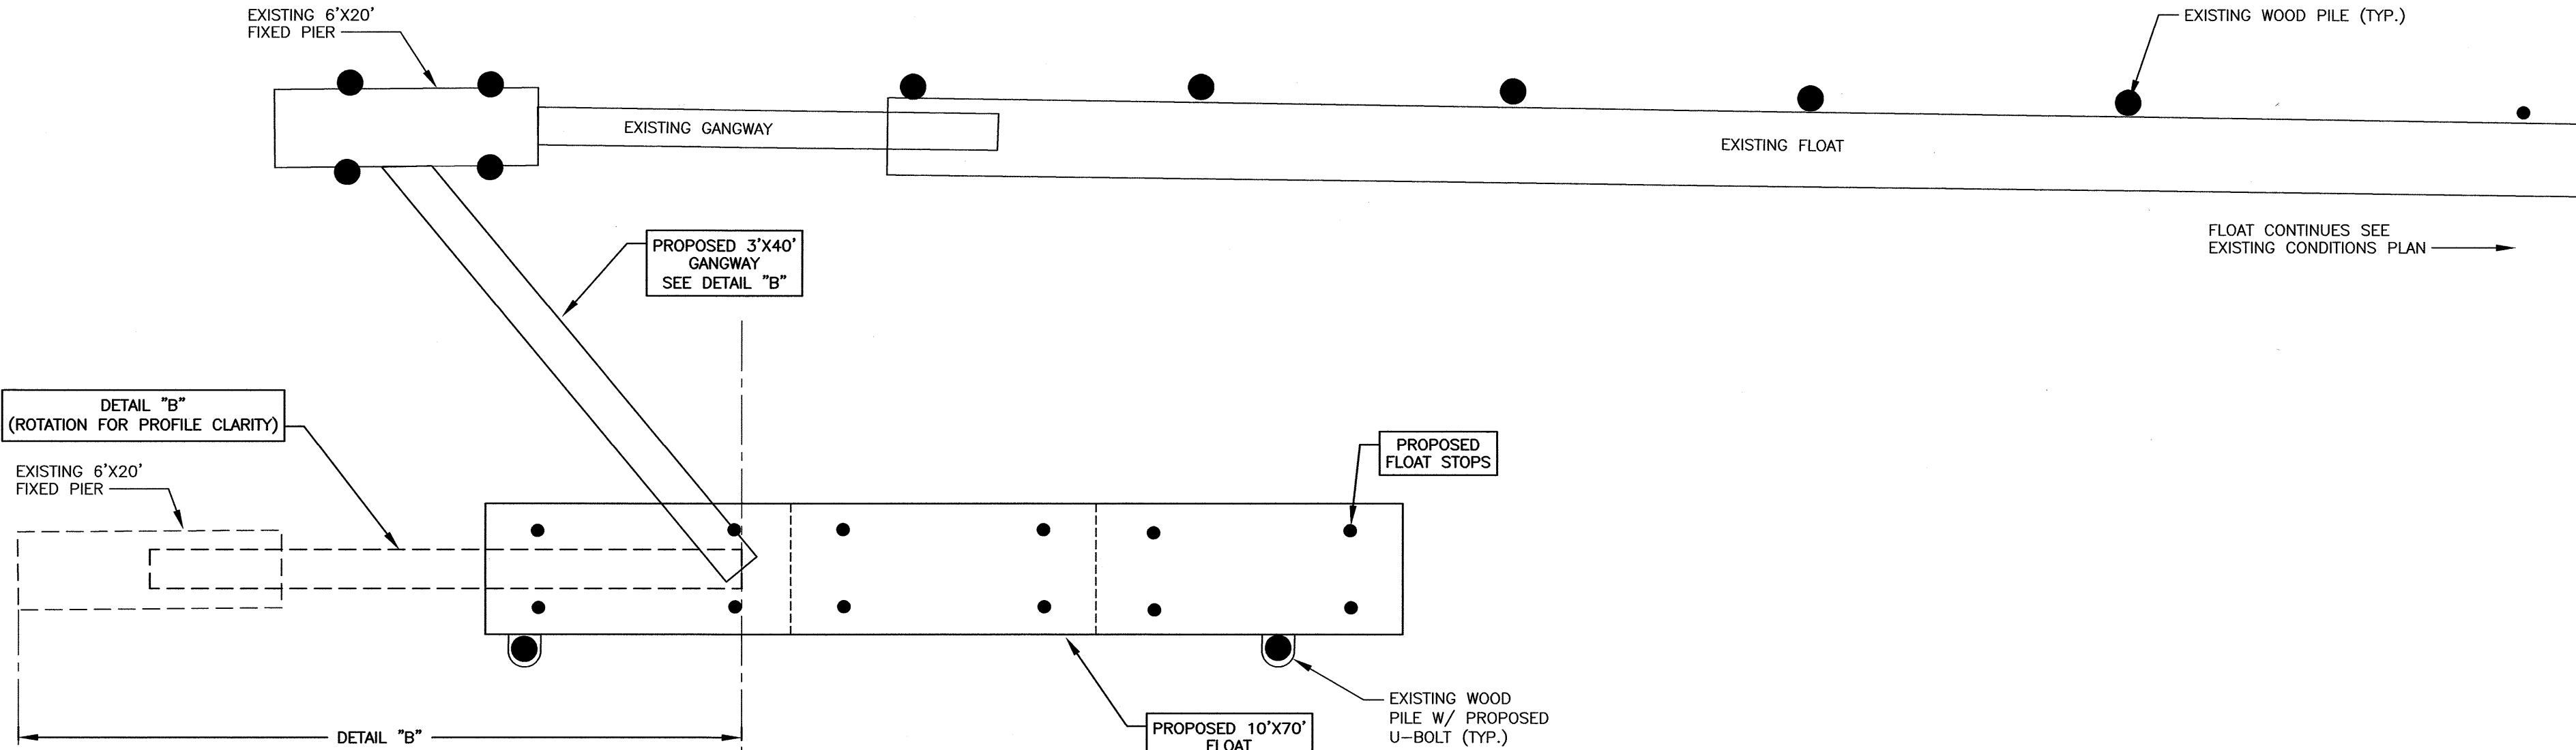 EXISTING 6'X20'
FIXED PIER
EXISTING WOOD PILE (TYP.)
EXISTING GANGWAY
EXISTING FLOAT
FLOAT CONTINUES SEE
EXISTING CONDITIONS PLAN
PROPOSED 3'X40'
GANGWAY
SEE DETAIL "B"
DETAIL "B"
(ROTATION FOR PROFILE CLARITY)
EXISTING 6'X20'
FIXED PIER
PROPOSED
FLOAT STOPS
EXISTING WOOD
PILE W/ PROPOSED
U-BOLT (TYP.)
PROPOSED 10'X70'
FLOAT
DETAIL "B"